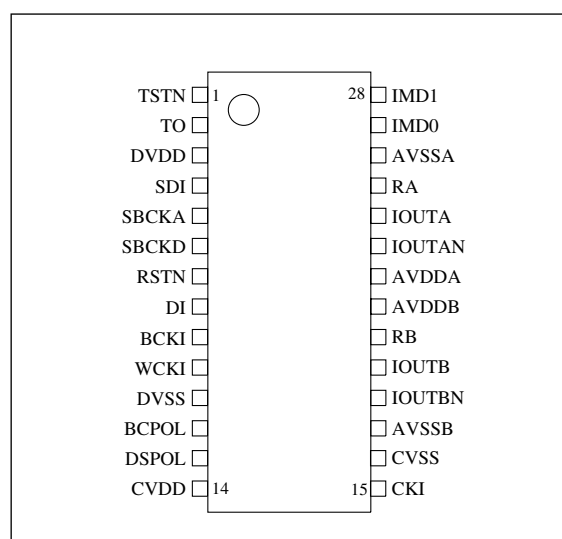 TSTN 1 28 IMD1
TO IMD0
DVDD AVSSA
SDI RA
SBCKA IOUTA
SBCKD IOUTAN
RSTN AVDDA
DI AVDDB
BCKI RB
WCKI IOUTB
DVSS IOUTBN
BCPOL AVSSB
DSPOL CVSS
CVDD 14 15 CKI